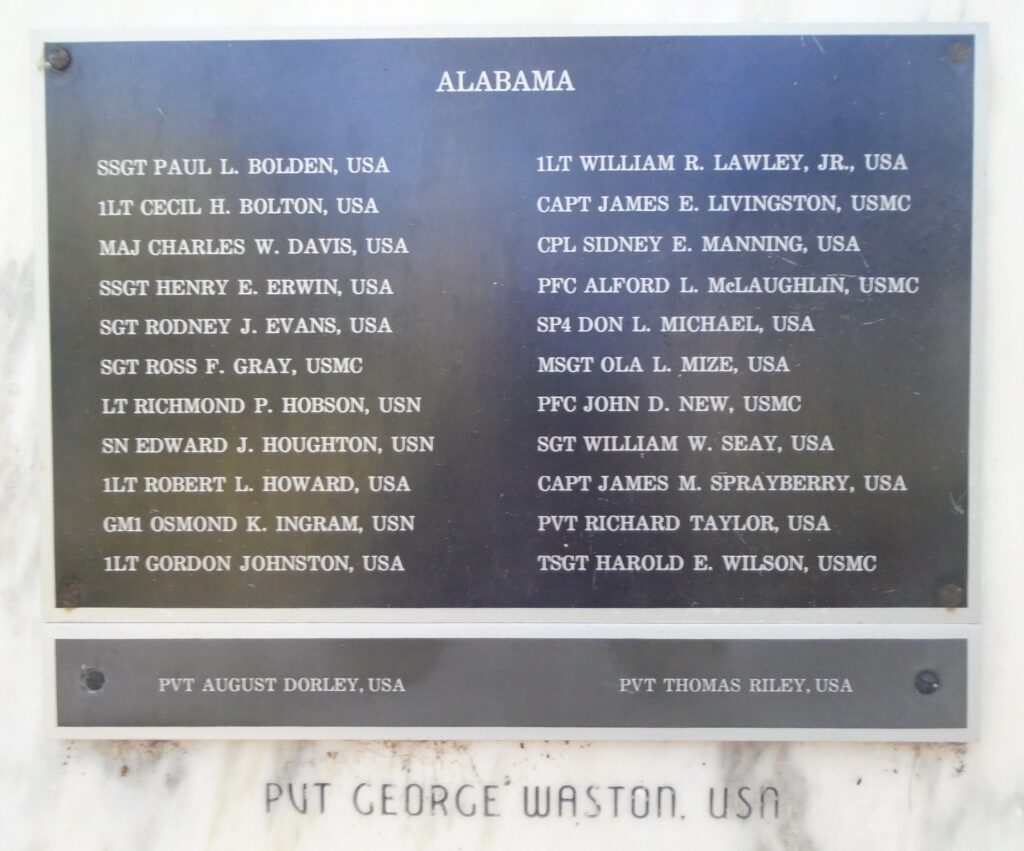 ALABAMA
SSGT PAUL L. BOLDEN, USA
1LT CECIL H. BOLTON, USA
MAJ CHARLES W. DAVIS, USA
SSGT HENRY E. ERWIN, USA
SGT RODNEY J. EVANS, USA
SGT ROSS F. GRAY, USMC
LT RICHMOND P. HOBSON, USN
SN EDWARD J. HOUGHTON, USN
1LT ROBERT L. HOWARD, USA
GM1 OSMOND K. INGRAM, USN
1LT GORDON JOHNSTON, USA
1LT WILLIAM R. LAWLEY, JR., USA
CAPT JAMES E. LIVINGSTON, USMC
CPL SIDNEY E. MANNING, USA
PFC ALFORD L. McLAUGHLIN, USMC
SP4 DON L. MICHAEL, USA
MSGT OLA L. MIZE, USA
PFC JOHN D. NEW, USMC
SGT WILLIAM W. SEAY, USA
CAPT JAMES M. SPRAYBERRY, USA
PVT RICHARD TAYLOR, USA
TSGT HAROLD E. WILSON, USMC
PVT AUGUST DORLEY, USA
PVT THOMAS RILEY, USA
PVT GEORGE WASTON. USA